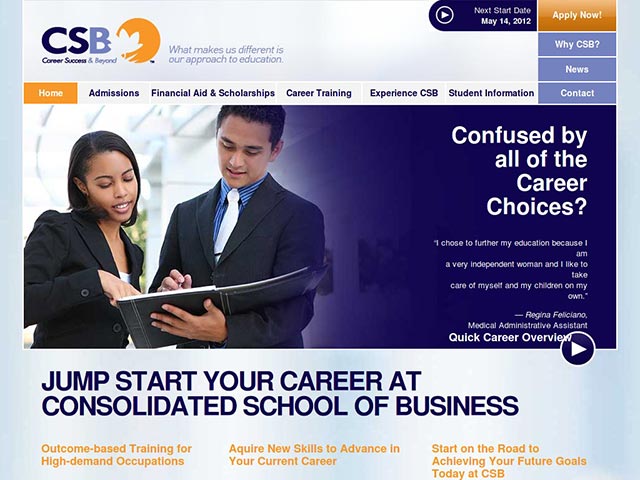 CSB
Career Success & Beyond
What makes us different is
our approach to education.
Next Start Date
May 14, 2012
Apply Now!
Why CSB?
News
Contact
Home
Admissions
Financial Aid & Scholarships
Career Training
Experience CSB
Student Information
Confused by
all of the
Career
Choices?
“I chose to further my education because I
am
a very independent woman and I like to
take
care of myself and my children on my
own.”
— Regina Feliciano,
Medical Administrative Assistant
Quick Career Overview
JUMP START YOUR CAREER AT
CONSOLIDATED SCHOOL OF BUSINESS
Outcome-based Training for
High-demand Occupations
Aquire New Skills to Advance in
Your Current Career
Start on the Road to
Achieving Your Future Goals
Today at CSB